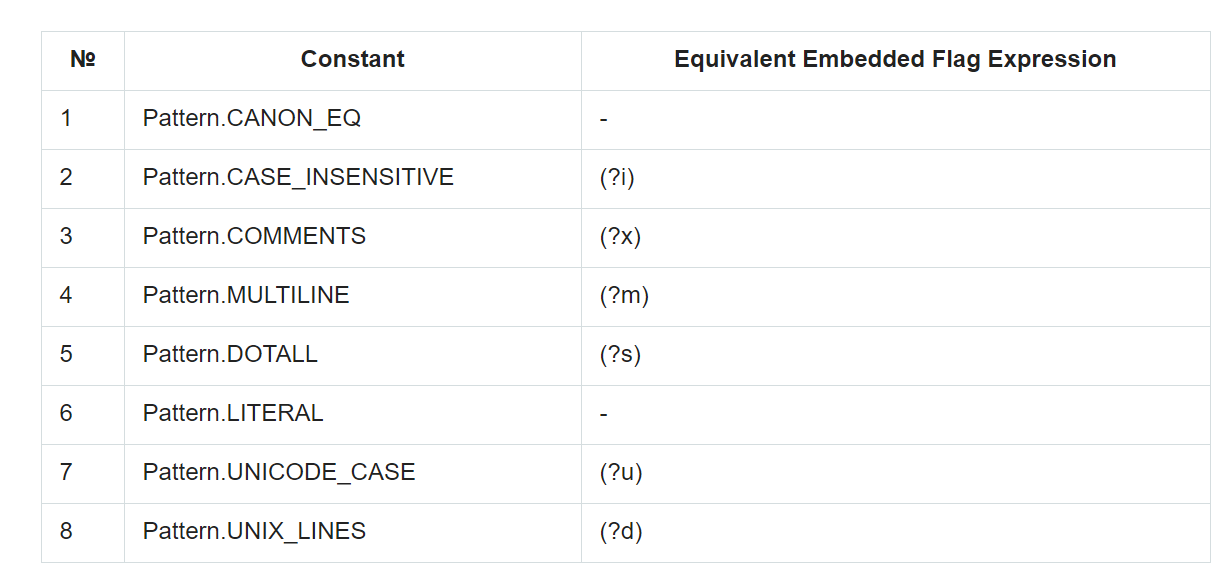 № Constant Equivalent Embedded Flag Expression
1 Pattern.CANON_EQ -
2 Pattern.CASE_INSENSITIVE (?i)
3 Pattern.COMMENTS (?x)
4 Pattern.MULTILINE (?m)
5 Pattern.DOTALL (?s)
6 Pattern.LITERAL -
7 Pattern.UNICODE_CASE (?u)
8 Pattern.UNIX_LINES (?d)